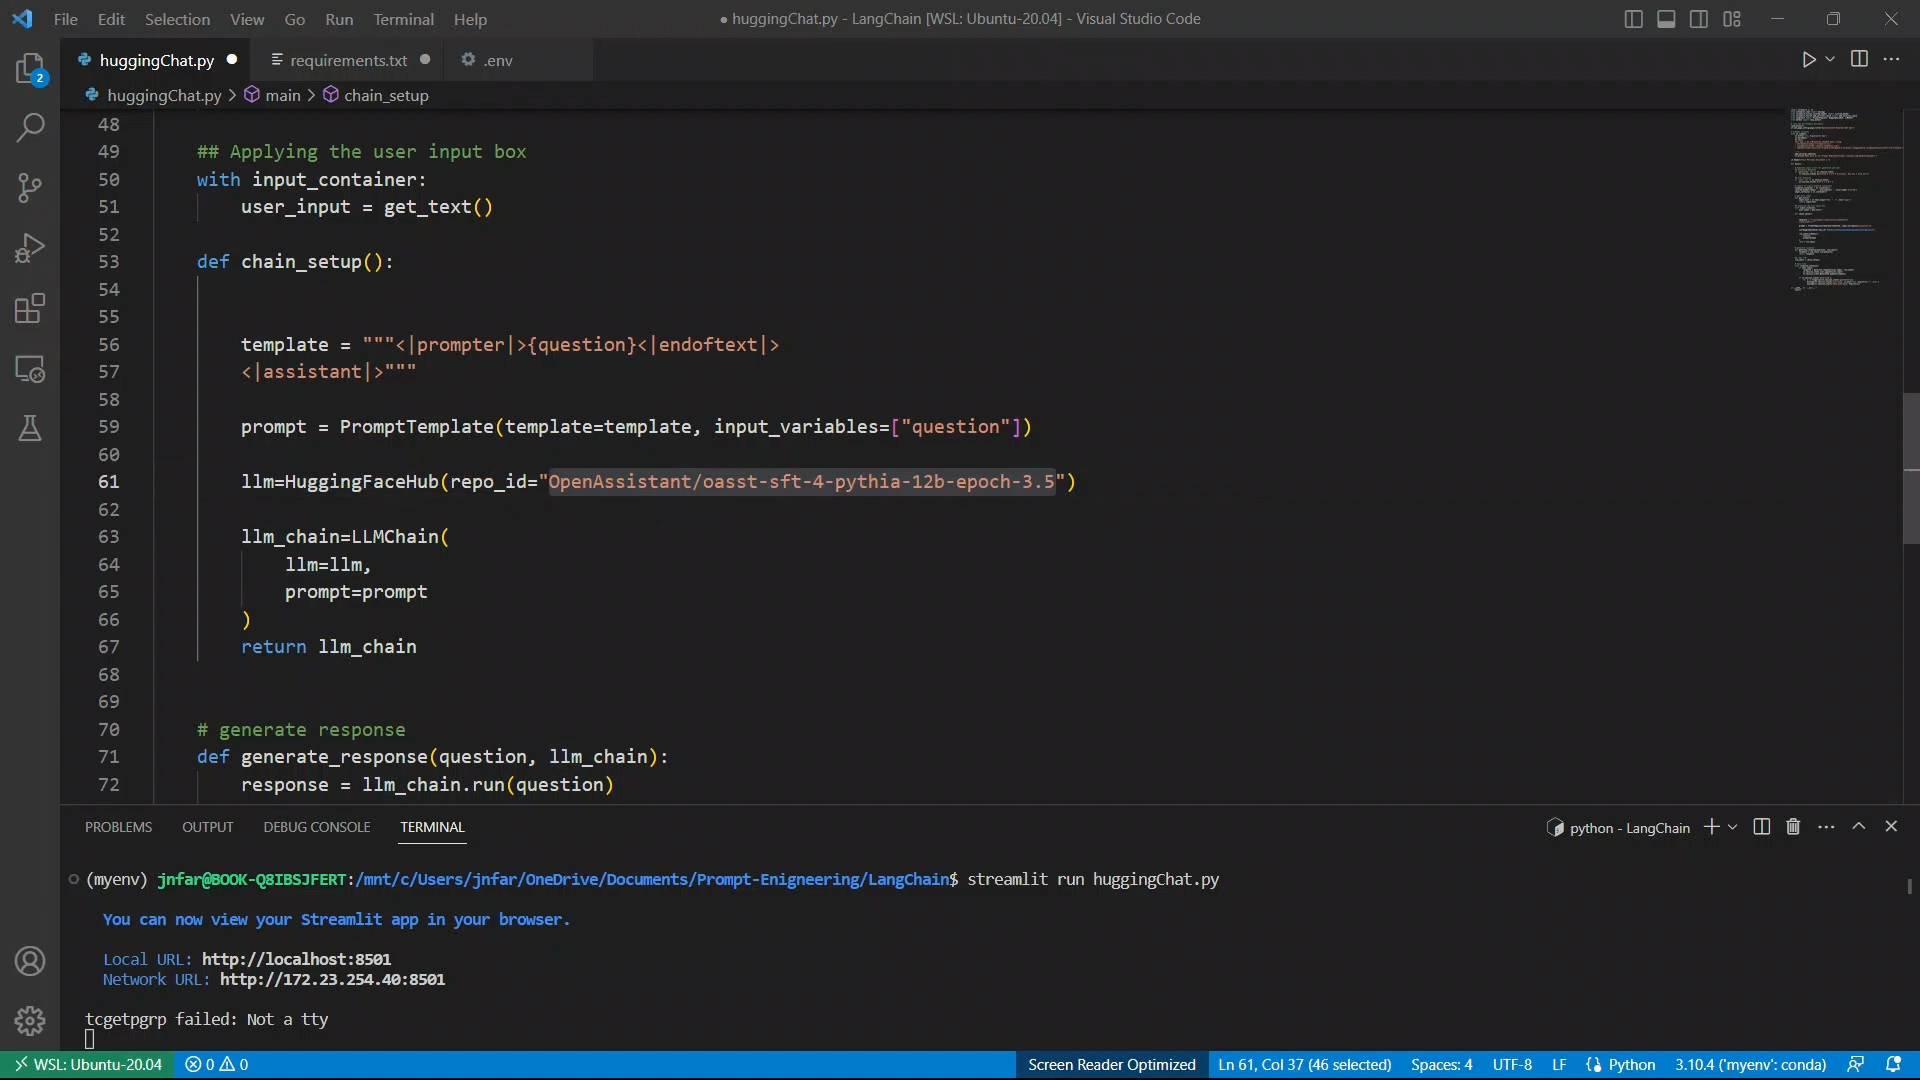 File Edit Selection View Go Run Terminal Help
● huggingChat.py - LangChain [WSL: Ubuntu-20.04] - Visual Studio Code
huggingChat.py requirements.txt .env
huggingChat.py > main > chain_setup
2
48
49 ## Applying the user input box
50 with input_container:
51 user_input = get_text()
52
53 def chain_setup():
54
55
56 template = """<|prompter|>{question}<|endoftext|>
57 <|assistant|>"""
58
59 prompt = PromptTemplate(template=template, input_variables=["question"])
60
61 llm=HuggingFaceHub(repo_id="OpenAssistant/oasst-sft-4-pythia-12b-epoch-3.5")
62
63 llm_chain=LLMChain(
64 llm=llm,
65 prompt=prompt
66 )
67 return llm_chain
68
69
70 # generate response
71 def generate_response(question, llm_chain):
72 response = llm_chain.run(question)
PROBLEMS OUTPUT DEBUG CONSOLE TERMINAL
python - LangChain
(myenv) jnfar@BOOK-Q8IBSJFERT:/mnt/c/Users/jnfar/OneDrive/Documents/Prompt-Enigneering/LangChain$ streamlit run huggingChat.py
You can now view your Streamlit app in your browser.
Local URL: http://localhost:8501
Network URL: http://172.23.254.40:8501
tcgetpgrp failed: Not a tty
WSL: Ubuntu-20.04 0 0 Screen Reader Optimized Ln 61, Col 37 (46 selected) Spaces: 4 UTF-8 LF Python 3.10.4 ('myenv': conda)